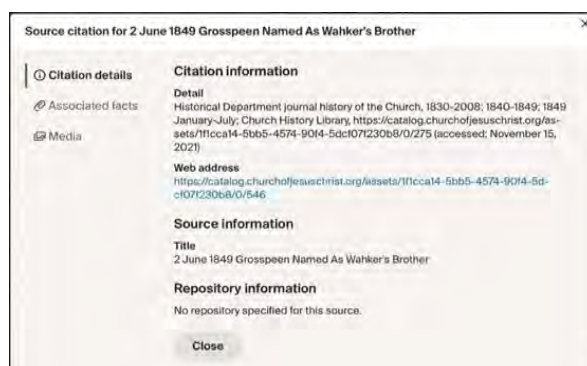 Source citation for 2 June 1849 Grosspeen Named As Wahker's Brother
Citation details
Associated facts
Media
Citation information
Detail
Historical Department journal history of the Church, 1830-2008; 1840-1849; 1849
January-July; Church History Library, https://catalog.churchofjesuschrist.org/as-
sets/1f1cca14-5bb5-4574-90f4-5dcf07f230b8/0/275 (accessed: November 15,
2021)
Web address
https://catalog.churchofjesuschrist.org/assets/1f1cca14-5bb5-4574-90f4-5d-
cf07f230b8/0/546
Source information
Title
2 June 1849 Grosspeen Named As Wahker's Brother
Repository information
No repository specified for this source.
Close